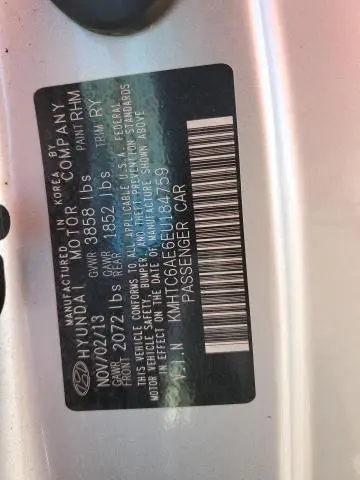 MANUFACTURED IN KOREA BY
HYUNDAI MOTOR COMPANY
NOV/02/13 GVWR 3858 lbs PAINT RHM
GAWR FRONT 2072 lbs GAWR REAR 1852 lbs TRIM RY
THIS VEHICLE CONFORMS TO ALL APPLICABLE U.S.A. FEDERAL
MOTOR VEHICLE SAFETY, BUMPER, AND THEFT PREVENTION STANDARDS
IN EFFECT ON THE DATE OF MANUFACTURE SHOWN ABOVE
V.I.N KMHTC6AE6EU184759
PASSENGER CAR